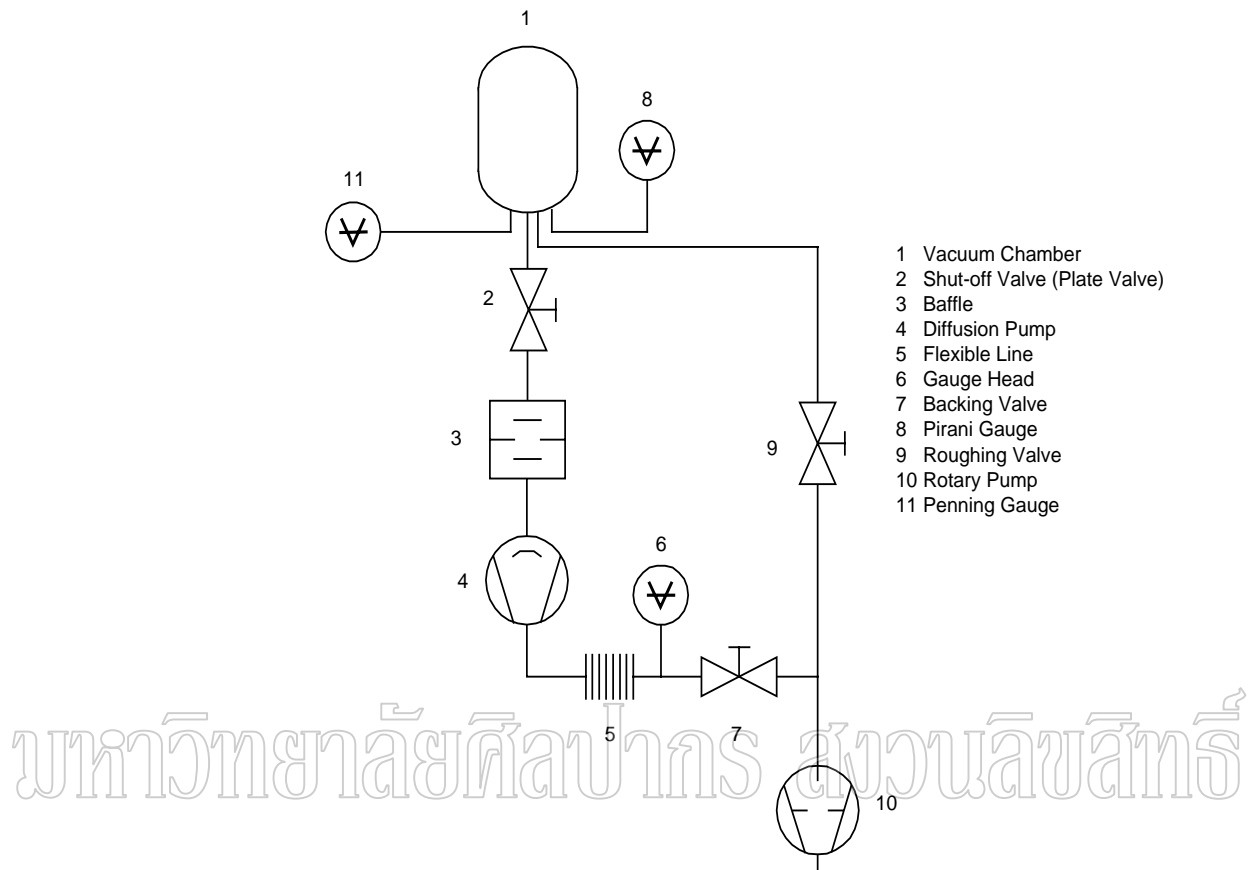 1
8
11
2
3
9
4
6
5
7
10
1 Vacuum Chamber
2 Shut-off Valve (Plate Valve)
3 Baffle
4 Diffusion Pump
5 Flexible Line
6 Gauge Head
7 Backing Valve
8 Pirani Gauge
9 Roughing Valve
10 Rotary Pump
11 Penning Gauge
มหาวิทยาลัยศิลปากร สงวนลิขสิทธิ์